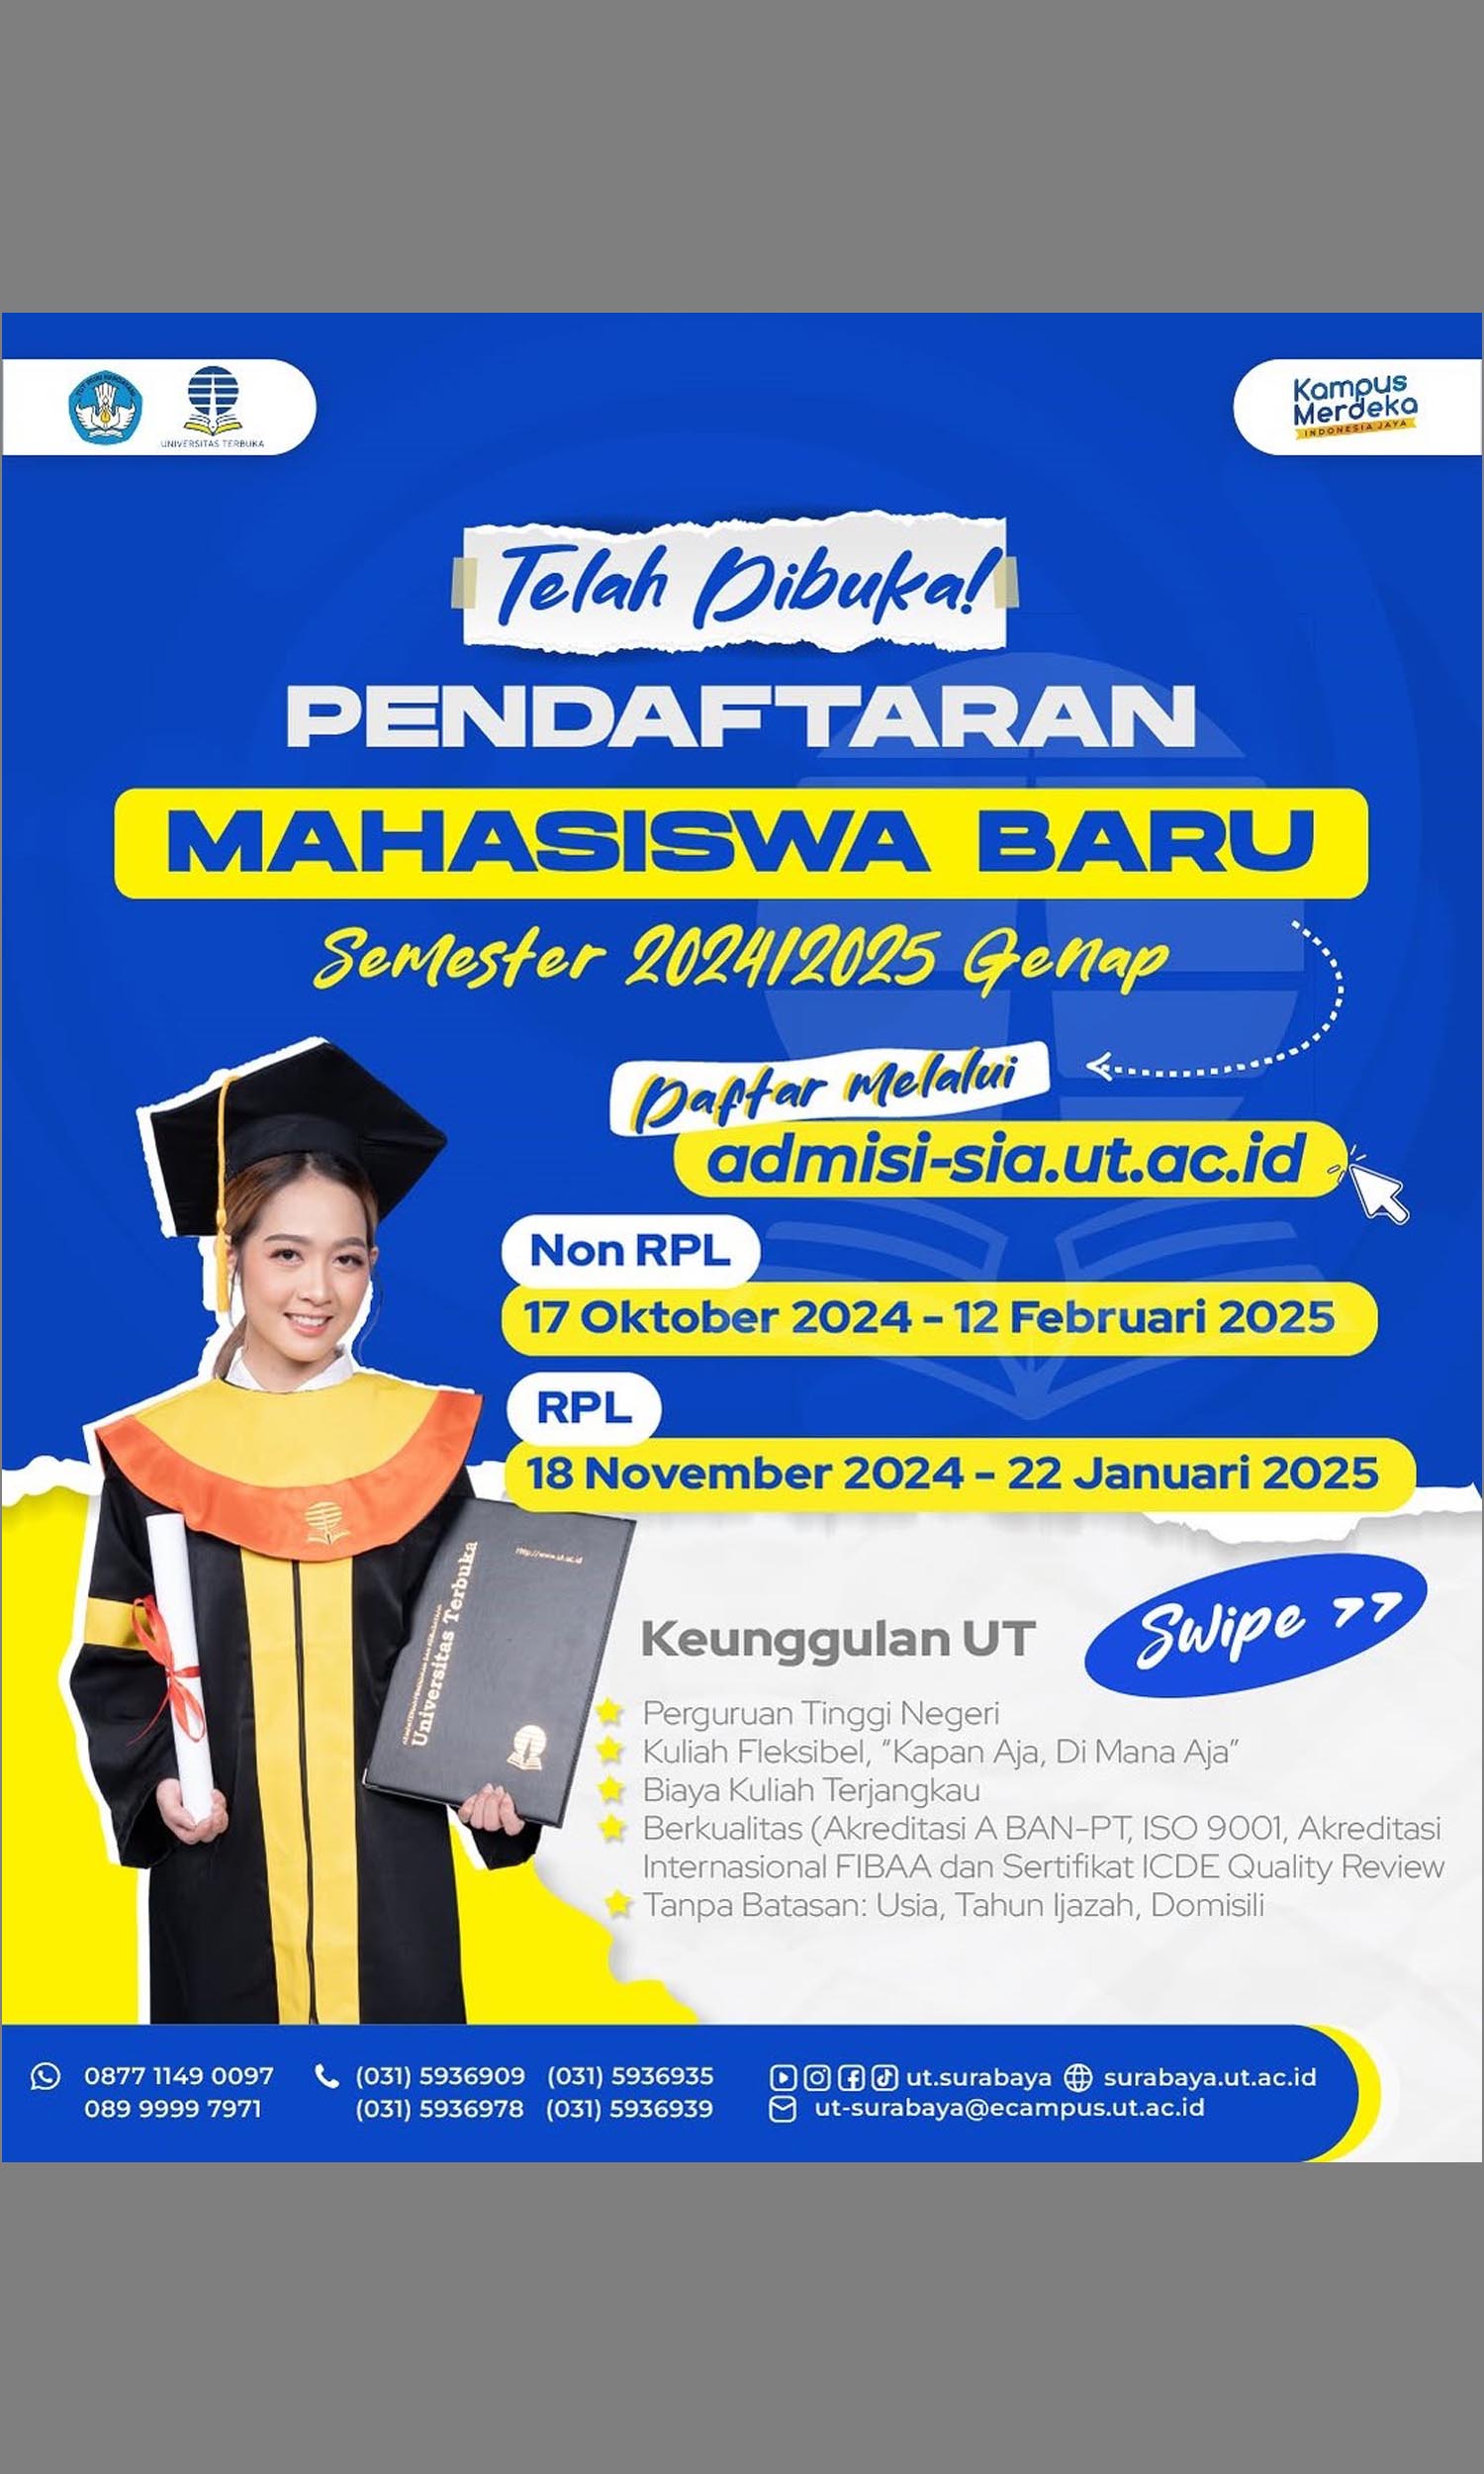 UNIVERSITAS TERBUKA
Kampus
Merdeka
INDONESIA JAYA
Telah Dibuka!
PENDAFTARAN
MAHASISWA BARU
Semester 2024/2025 Genap
Daftar Melalui
admisi-sia.ut.ac.id
Non RPL
17 Oktober 2024 - 12 Februari 2025
RPL
18 November 2024 - 22 Januari 2025
Universitas Terbuka
http://www.ut.ac.id
Swipe >>
Keunggulan UT
Perguruan Tinggi Negeri
Kuliah Fleksibel, “Kapan Aja, Di Mana Aja”
Biaya Kuliah Terjangkau
Berkualitas (Akreditasi A BAN-PT, ISO 9001, Akreditasi
Internasional FIBAA dan Sertifikat ICDE Quality Review
Tanpa Batasan: Usia, Tahun Ijazah, Domisili
0877 1149 0097
089 9999 7971
(031) 5936909 (031) 5936935
(031) 5936978 (031) 5936939
ut.surabaya surabaya.ut.ac.id
ut-surabaya@ecampus.ut.ac.id